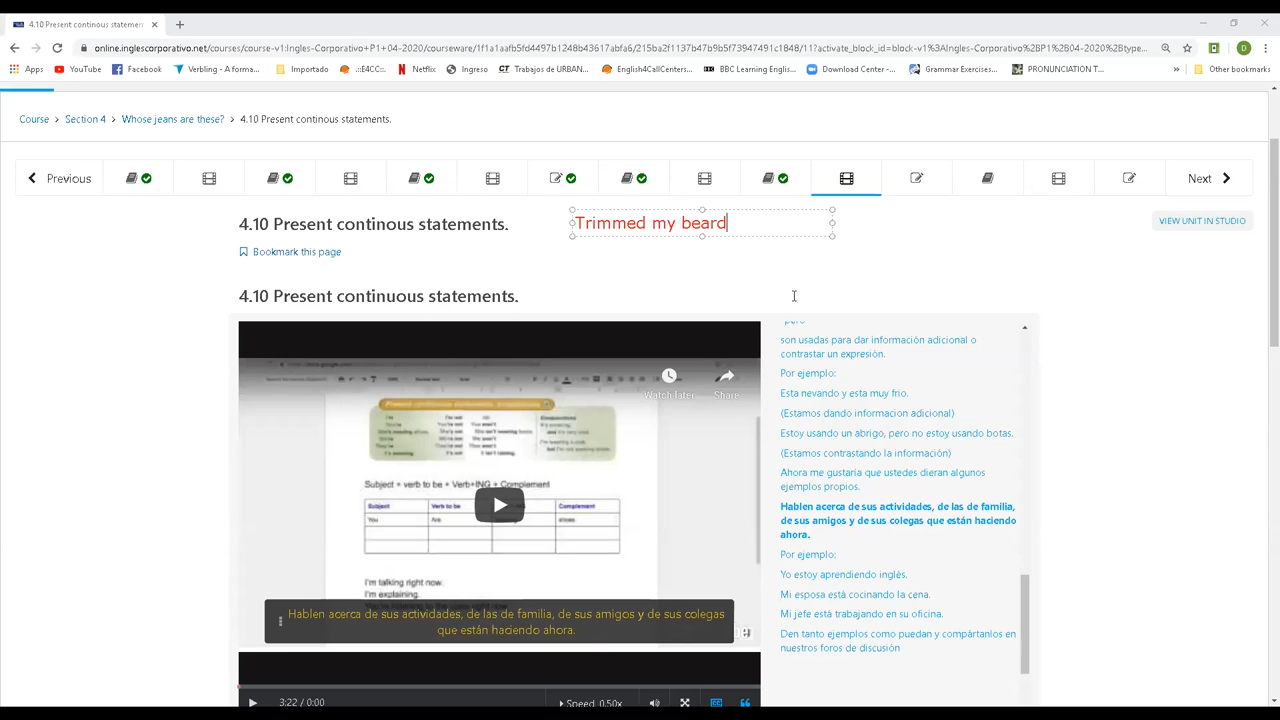 4.10 Present continous statemen
online.inglescorporativo.net/courses/course-v1:Ingles-Corporativo+P1+04-2020/courseware/1f1a1aafb5fd4497b1248b43617abfa6/215ba2f1137b47b9b5f73947491c1848/11?activate_block_id=block-v1%3AIngles-Corporativo%2BP1%2B04-2020%2Btype...
Apps YouTube Facebook Verbling - A forma... Importado .::E4CC::. Netflix Ingreso Trabajos de URBAN... English4CallCenters... BBC Learning Englis... Download Center -... Grammar Exercises... PRONUNCIATION T... » Other bookmarks
Course > Section 4 > Whose jeans are these? > 4.10 Present continous statements.
Previous Next
4.10 Present continous statements. Trimmed my beard VIEW UNIT IN STUDIO
Bookmark this page
4.10 Present continuous statements.
Watch later Share
Subject + verb to be + Verb+ING + Complement
Subject Verb to be Complement
You Are shoes
I'm talking right now.
I'm explaining.
Hablen acerca de sus actividades, de las de familia, de sus amigos y de sus colegas
que están haciendo ahora.
3:22 / 0:00 Speed 0.50x
son usadas para dar información adicional o
contrastar un expresión.
Por ejemplo:
Esta nevando y esta muy frio.
(Estamos dando informacion adicional)
Estoy usando un abrigo, pero no estoy usando botas.
(Estamos contrastando la información)
Ahora me gustaría que ustedes dieran algunos
ejemplos propios.
Hablen acerca de sus actividades, de las de familia,
de sus amigos y de sus colegas que están haciendo
ahora.
Por ejemplo:
Yo estoy aprendiendo inglés.
Mi esposa está cocinando la cena.
Mi jefe está trabajando en su oficina.
Den tanto ejemplos como puedan y compártanlos en
nuestros foros de discusión